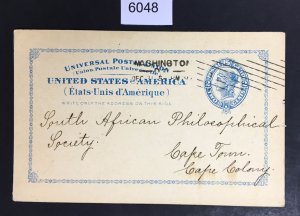 6048
UNIVERSAL POSTAL
WASHINGTON
Union Postale Universelle
UNITED STATES OF AMERICA
(États-Unis d'Amérique)
WRITE ONLY THE ADDRESS ON THIS SIDE
South African Philosophical
Society.
Cape Town.
Cape Colony.